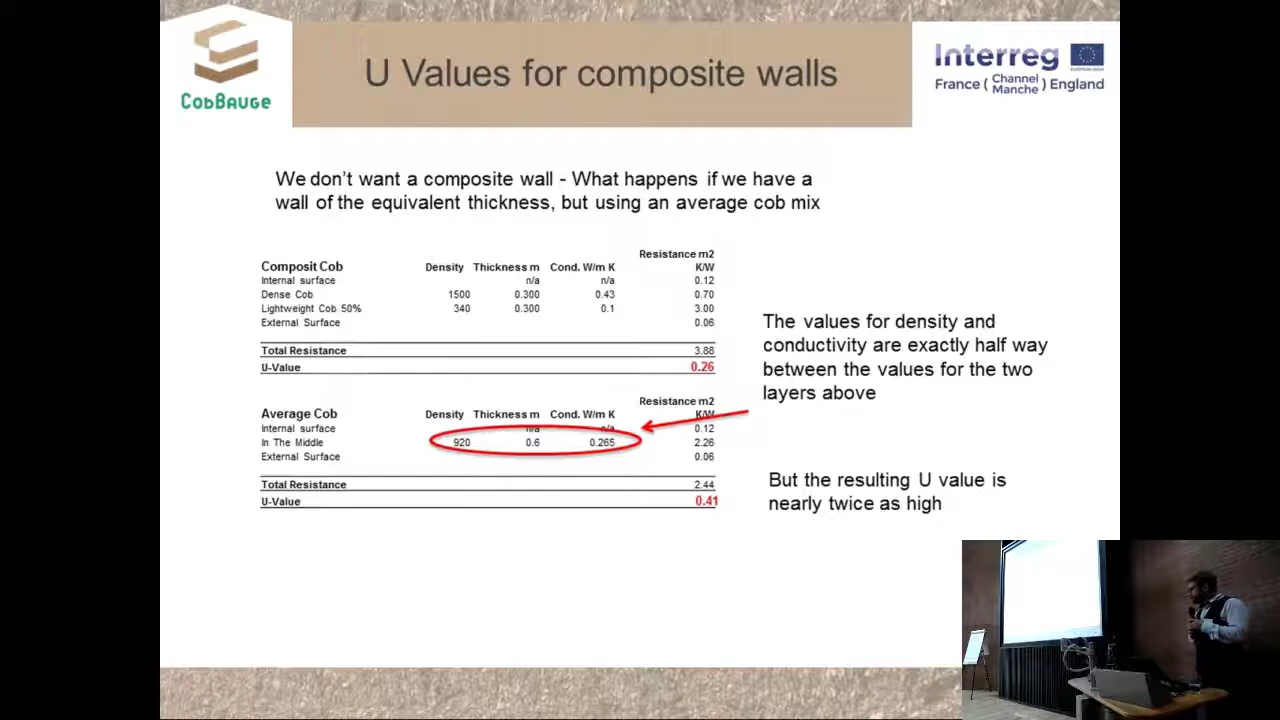 U Values for composite walls
CobBauge
Interreg
EUROPEAN UNION
France ( Channel Manche ) England
We don't want a composite wall - What happens if we have a
wall of the equivalent thickness, but using an average cob mix
Resistance m2
Composit Cob Density Thickness m Cond. W/m K K/W
Internal surface n/a n/a 0.12
Dense Cob 1500 0.300 0.43 0.70
Lightweight Cob 50% 340 0.300 0.1 3.00
External Surface 0.06
Total Resistance 3.88
U-Value 0.26
Resistance m2
Average Cob Density Thickness m Cond. W/m K K/W
Internal surface n/a n/a 0.12
In The Middle 920 0.6 0.265 2.26
External Surface 0.06
Total Resistance 2.44
U-Value 0.41
The values for density and
conductivity are exactly half way
between the values for the two
layers above
But the resulting U value is
nearly twice as high